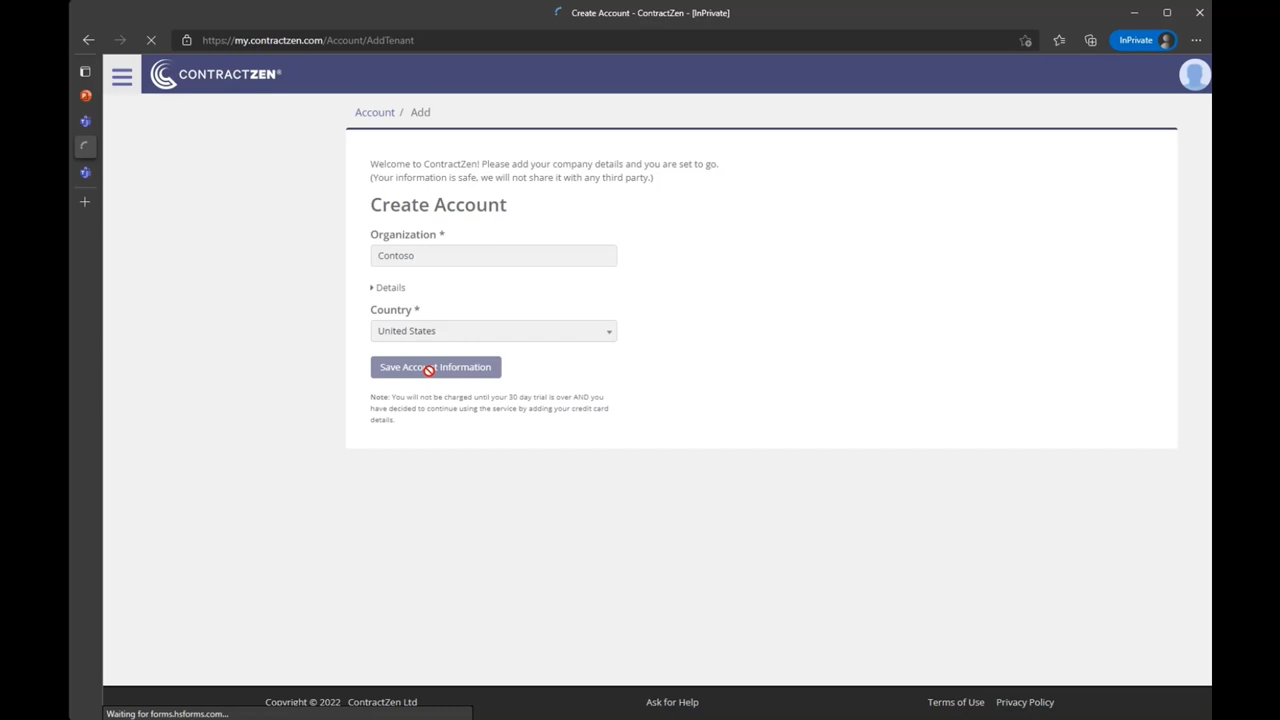 Create Account - ContractZen - [InPrivate]
https://my.contractzen.com/Account/AddTenant
InPrivate
CONTRACTZEN®
Account / Add
Welcome to ContractZen! Please add your company details and you are set to go.
(Your information is safe, we will not share it with any third party.)
Create Account
Organization *
Contoso
Details
Country *
United States
Save Account Information
Note: You will not be charged until your 30 day trial is over AND you
have decided to continue using the service by adding your credit card
details.
Copyright © 2022 ContractZen Ltd
Ask for Help
Terms of Use
Privacy Policy
Waiting for forms.hsforms.com...